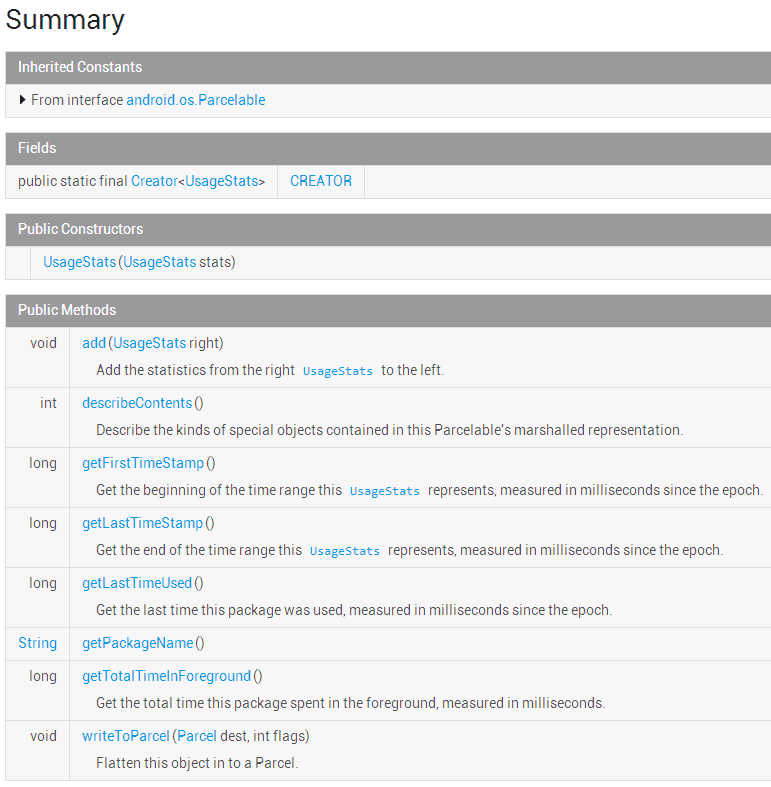 Summary
Inherited Constants
From interface android.os.Parcelable
Fields
public static final Creator<UsageStats> CREATOR
Public Constructors
UsageStats(UsageStats stats)
Public Methods
void add(UsageStats right)
Add the statistics from the right UsageStats to the left.
int describeContents()
Describe the kinds of special objects contained in this Parcelable's marshalled representation.
long getFirstTimeStamp()
Get the beginning of the time range this UsageStats represents, measured in milliseconds since the epoch.
long getLastTimeStamp()
Get the end of the time range this UsageStats represents, measured in milliseconds since the epoch.
long getLastTimeUsed()
Get the last time this package was used, measured in milliseconds since the epoch.
String getPackageName()
long getTotalTimeInForeground()
Get the total time this package spent in the foreground, measured in milliseconds.
void writeToParcel(Parcel dest, int flags)
Flatten this object in to a Parcel.